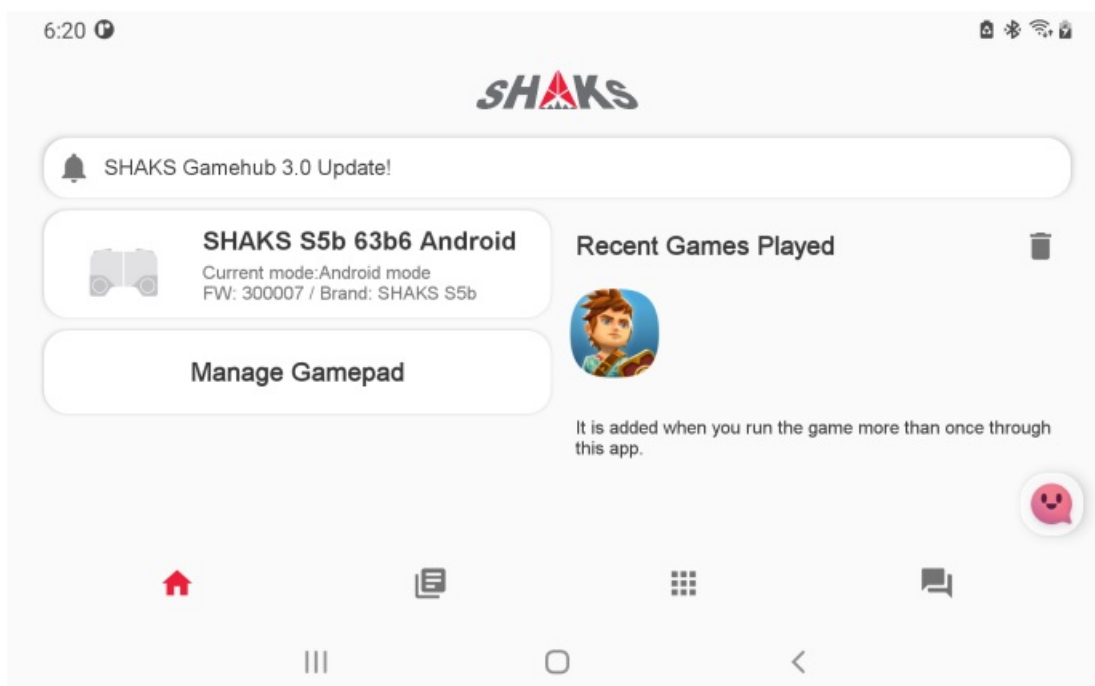 6:20
SHAKS
SHAKS Gamehub 3.0 Update!
SHAKS S5b 63b6 Android
Current mode:Android mode
FW: 300007 / Brand: SHAKS S5b
Manage Gamepad
Recent Games Played
It is added when you run the game more than once through
this app.